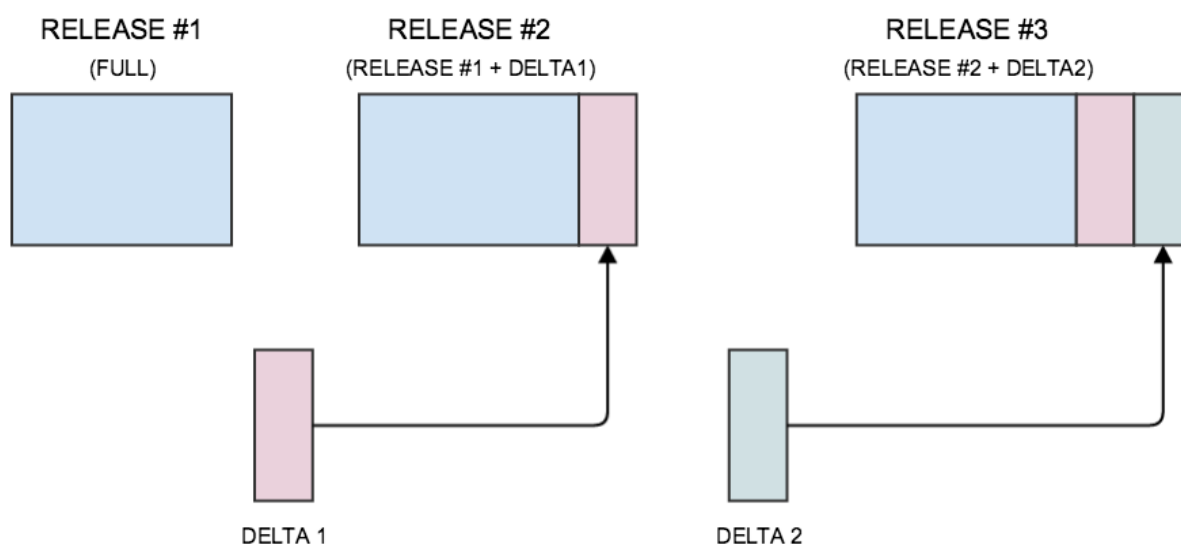 RELEASE #1
(FULL)
RELEASE #2
(RELEASE #1 + DELTA1)
RELEASE #3
(RELEASE #2 + DELTA2)
DELTA 1
DELTA 2